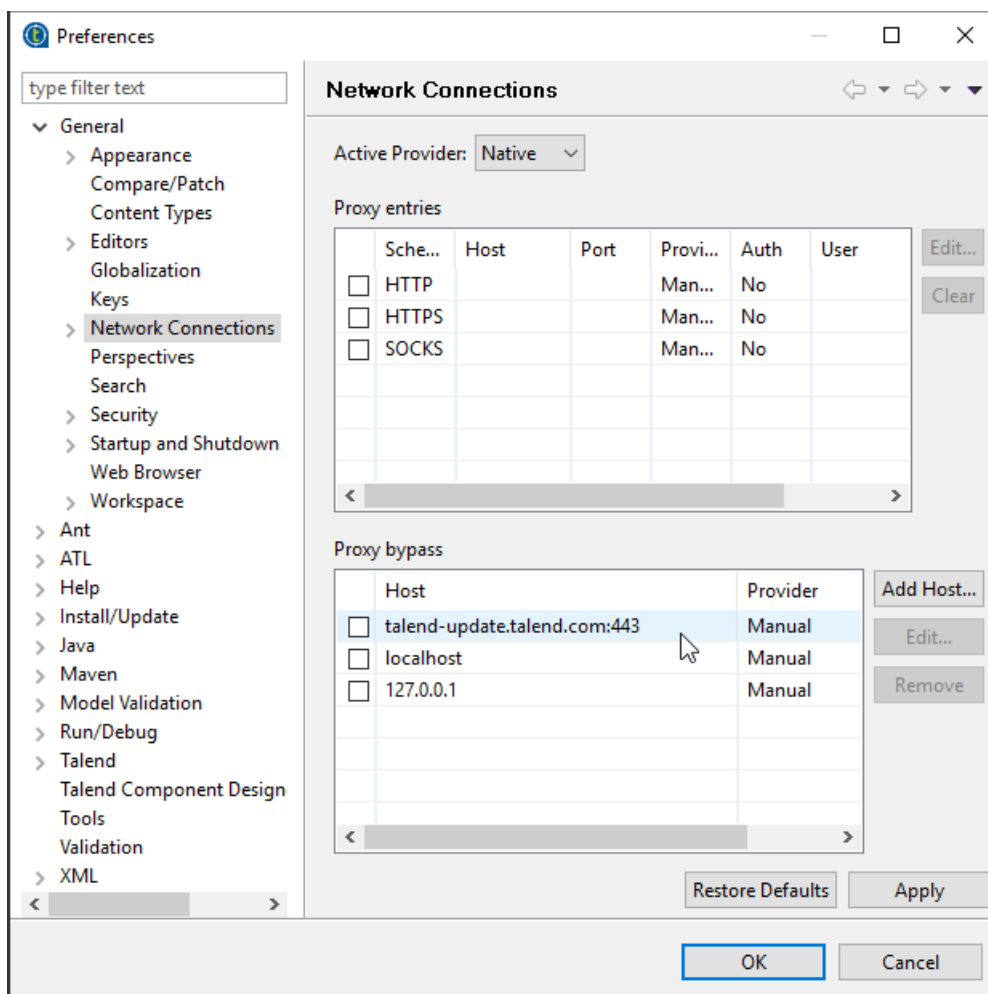 Preferences
type filter text
General
Appearance
Compare/Patch
Content Types
Editors
Globalization
Keys
Network Connections
Perspectives
Search
Security
Startup and Shutdown
Web Browser
Workspace
Ant
ATL
Help
Install/Update
Java
Maven
Model Validation
Run/Debug
Talend
Talend Component Design
Tools
Validation
XML
Network Connections
Active Provider: Native
Proxy entries
Sche... Host Port Provi... Auth User
HTTP Man... No
HTTPS Man... No
SOCKS Man... No
Edit...
Clear
Proxy bypass
Host Provider
talend-update.talend.com:443 Manual
localhost Manual
127.0.0.1 Manual
Add Host...
Edit...
Remove
Restore Defaults Apply
OK Cancel